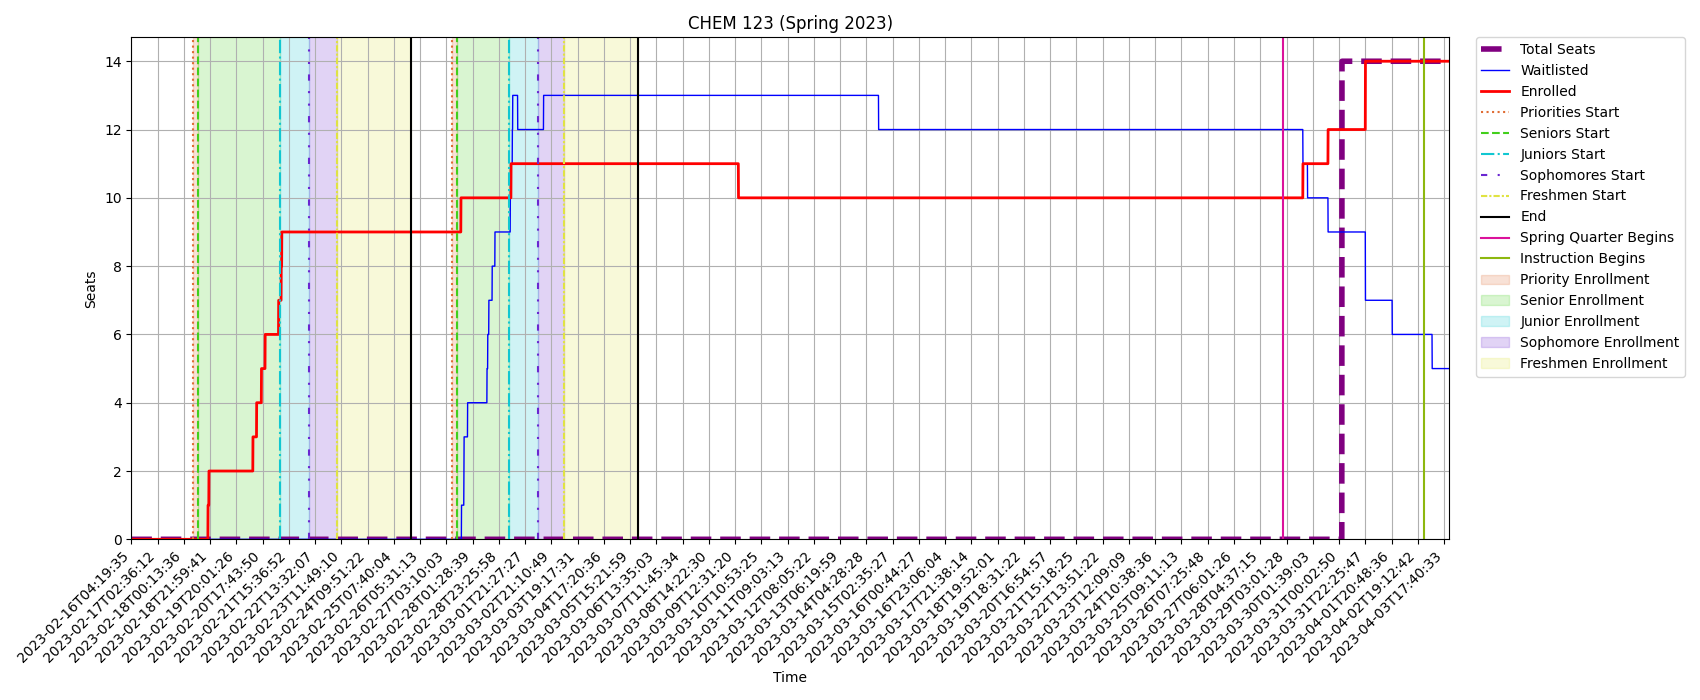 CHEM 123 (Spring 2023)
14
12
10
8
6
4
2
0
Seats
2023-02-16T04:19:35
2023-02-17T02:36:12
2023-02-18T00:13:36
2023-02-18T21:59:41
2023-02-19T20:01:26
2023-02-20T17:43:50
2023-02-21T15:36:52
2023-02-22T13:32:07
2023-02-23T11:49:10
2023-02-24T09:51:22
2023-02-25T07:40:04
2023-02-26T05:31:13
2023-02-27T03:10:03
2023-02-28T01:28:39
2023-02-28T23:25:58
2023-03-01T21:27:27
2023-03-02T21:10:49
2023-03-03T19:17:31
2023-03-04T17:20:36
2023-03-05T15:21:59
2023-03-06T13:35:03
2023-03-07T11:45:34
2023-03-08T14:22:30
2023-03-09T12:31:20
2023-03-10T10:53:25
2023-03-11T09:03:13
2023-03-12T08:05:22
2023-03-13T06:19:59
2023-03-14T04:28:28
2023-03-15T02:35:27
2023-03-16T00:44:27
2023-03-16T23:06:04
2023-03-17T21:38:14
2023-03-18T19:52:01
2023-03-19T18:31:22
2023-03-20T16:54:57
2023-03-21T15:18:25
2023-03-22T13:51:22
2023-03-23T12:09:09
2023-03-24T10:38:36
2023-03-25T09:11:13
2023-03-26T07:25:48
2023-03-27T06:01:26
2023-03-28T04:37:15
2023-03-29T03:01:28
2023-03-30T01:39:03
2023-03-31T00:02:50
2023-03-31T22:25:47
2023-04-01T20:48:36
2023-04-02T19:12:42
2023-04-03T17:40:33
Time
Total Seats
Waitlisted
Enrolled
Priorities Start
Seniors Start
Juniors Start
Sophomores Start
Freshmen Start
End
Spring Quarter Begins
Instruction Begins
Priority Enrollment
Senior Enrollment
Junior Enrollment
Sophomore Enrollment
Freshmen Enrollment